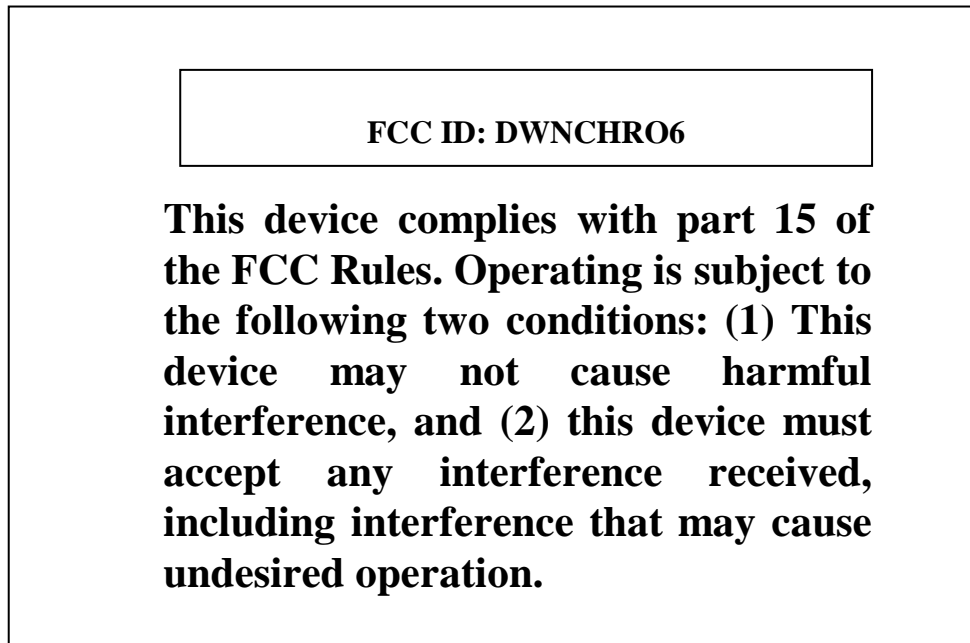 FCC ID: DWNCHRO6
This device complies with part 15 of
the FCC Rules. Operating is subject to
the following two conditions: (1) This
device may not cause harmful
interference, and (2) this device must
accept any interference received,
including interference that may cause
undesired operation.